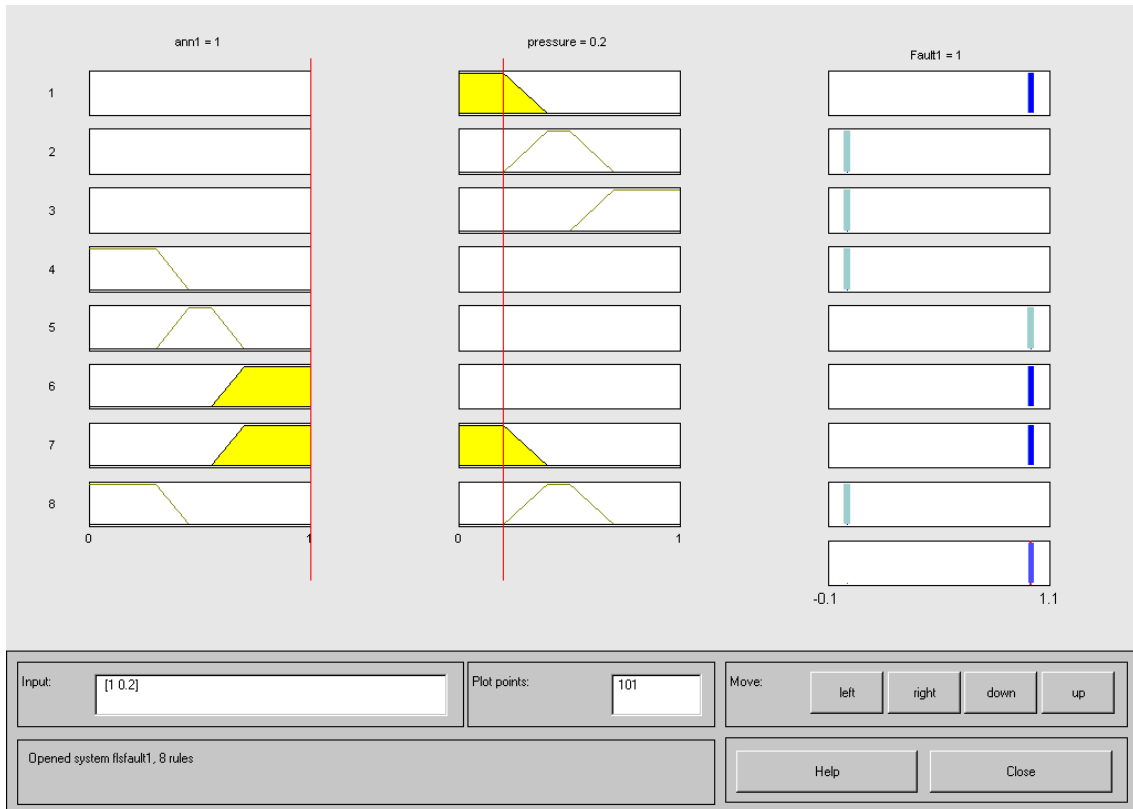 ann1 = 1
pressure = 0.2
Fault1 = 1
1
2
3
4
5
6
7
8
0
1
0
1
-0.1
1.1
Input:
[1 0.2]
Plot points:
101
Move:
left
right
down
up
Opened system flsfault1, 8 rules
Help
Close